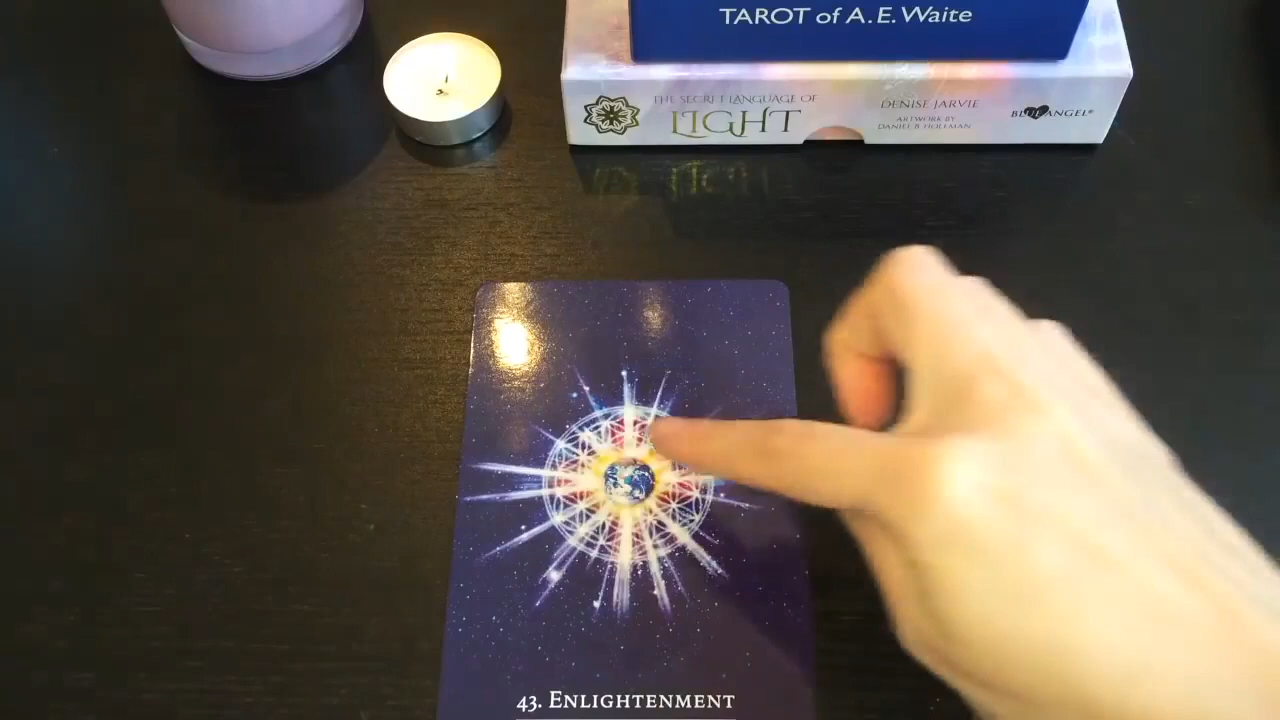 TAROT of A. E. Waite
THE SECRET LANGUAGE OF
LIGHT
DENISE JARVIE
ARTWORK BY
DANIEL B. HOLEMAN
BLUE ANGEL®
43. ENLIGHTENMENT